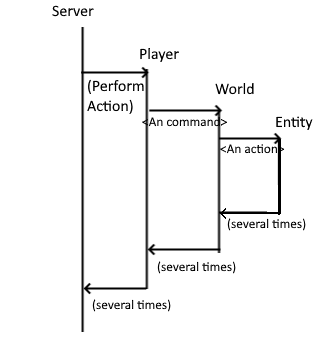 Server
Player
(Perform
Action)
World
<An command>
Entity
<An action>
(several times)
(several times)
(several times)